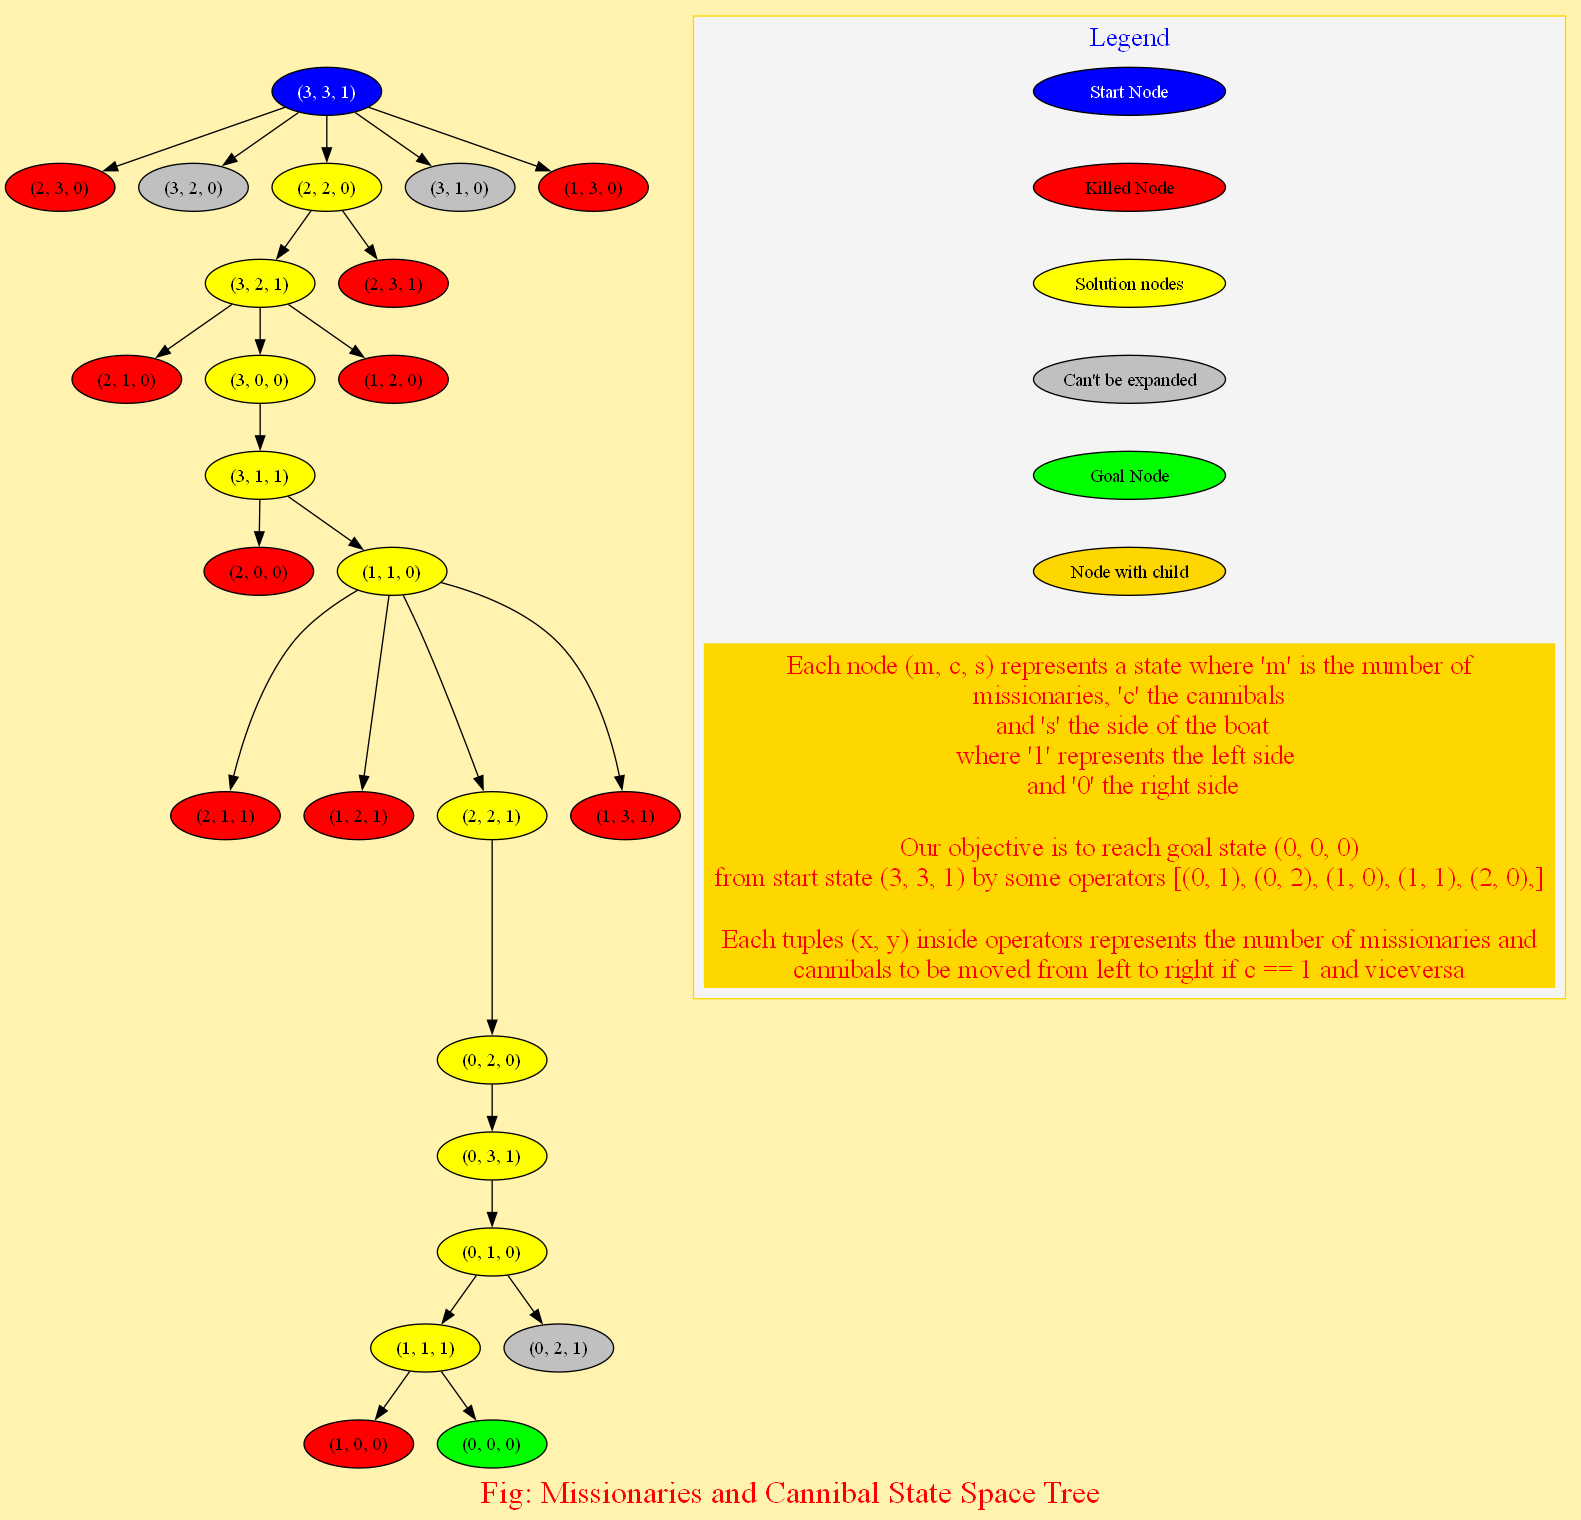 Legend
(3, 3, 1)
Start Node
(2, 3, 0)
(3, 2, 0)
(2, 2, 0)
(3, 1, 0)
(1, 3, 0)
Killed Node
(3, 2, 1)
(2, 3, 1)
Solution nodes
(2, 1, 0)
(3, 0, 0)
(1, 2, 0)
Can't be expanded
(3, 1, 1)
Goal Node
(2, 0, 0)
(1, 1, 0)
Node with child
Each node (m, c, s) represents a state where 'm' is the number of
missionaries, 'c' the cannibals
and 's' the side of the boat
where '1' represents the left side
and '0' the right side
(2, 1, 1)
(1, 2, 1)
(2, 2, 1)
(1, 3, 1)
Our objective is to reach goal state (0, 0, 0)
from start state (3, 3, 1) by some operators [(0, 1), (0, 2), (1, 0), (1, 1), (2, 0),]
Each tuples (x, y) inside operators represents the number of missionaries and
cannibals to be moved from left to right if c == 1 and viceversa
(0, 2, 0)
(0, 3, 1)
(0, 1, 0)
(1, 1, 1)
(0, 2, 1)
(1, 0, 0)
(0, 0, 0)
Fig: Missionaries and Cannibal State Space Tree